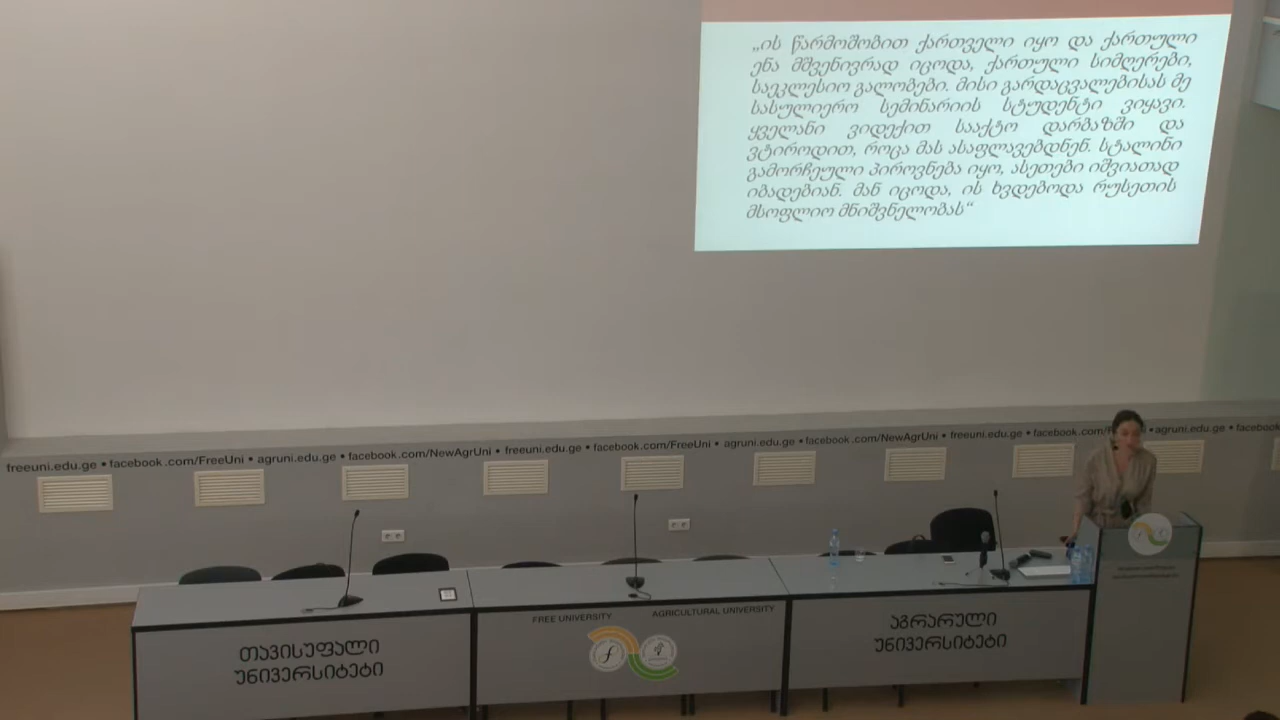 „ის წარმოშობით ქართველი იყო და ქართული
ენა მშვენივრად იცოდა, ქართული სიმღერები,
საეკლესიო გალობები. მისი გარდაცვალებისას მე
სასულიერო სემინარიის სტუდენტი ვიყავი.
ყველანი ვიდექით სააქტო დარბაზში და
ვტიროდით, როცა მას ასაფლავებდნენ. სტალინი
გამორჩეული პიროვნება იყო, ასეთები იშვიათად
იბადებიან. მან იცოდა, ის ხვდებოდა რუსეთის
მსოფლიო მნიშვნელობას“
freeuni.edu.ge • facebook.com/FreeUni • agruni.edu.ge • facebook.com/NewAgrUni • freeuni.edu.ge • facebook.com/FreeUni • agruni.edu.ge • facebook.com/NewAgrUni • freeuni.edu.ge • facebook.com/ • agruni.edu.ge • facebook
თავისუფალი
უნივერსიტეტი
FREE UNIVERSITY
AGRICULTURAL UNIVERSITY
აგრარული
უნივერსიტეტი